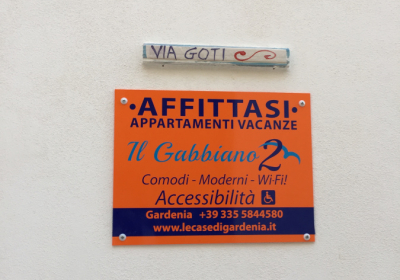 VIA GOTI
•AFFITTASI•
APPARTAMENTI VACANZE
Il Gabbiano 2
Comodi - Moderni - Wi-Fi!
Accessibilità
Gardenia +39 335 5844580
www.lecasedigardenia.it